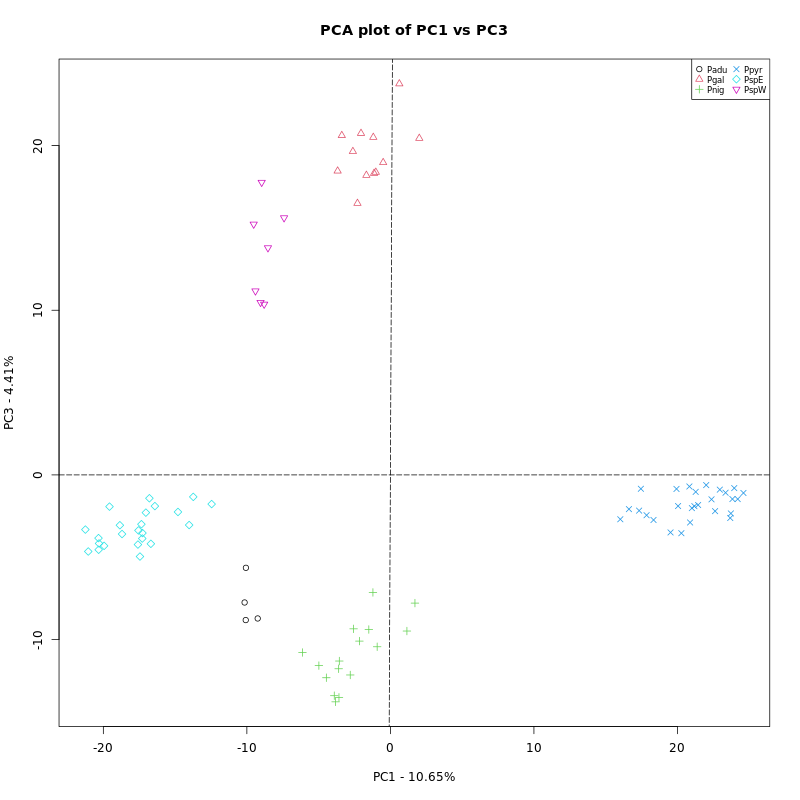 PCA plot of PC1 vs PC3
Padu Ppyr
Pgal PspE
Pnig PspW
PC3 - 4.41%
20
10
0
-10
-20 -10 0 10 20
PC1 - 10.65%